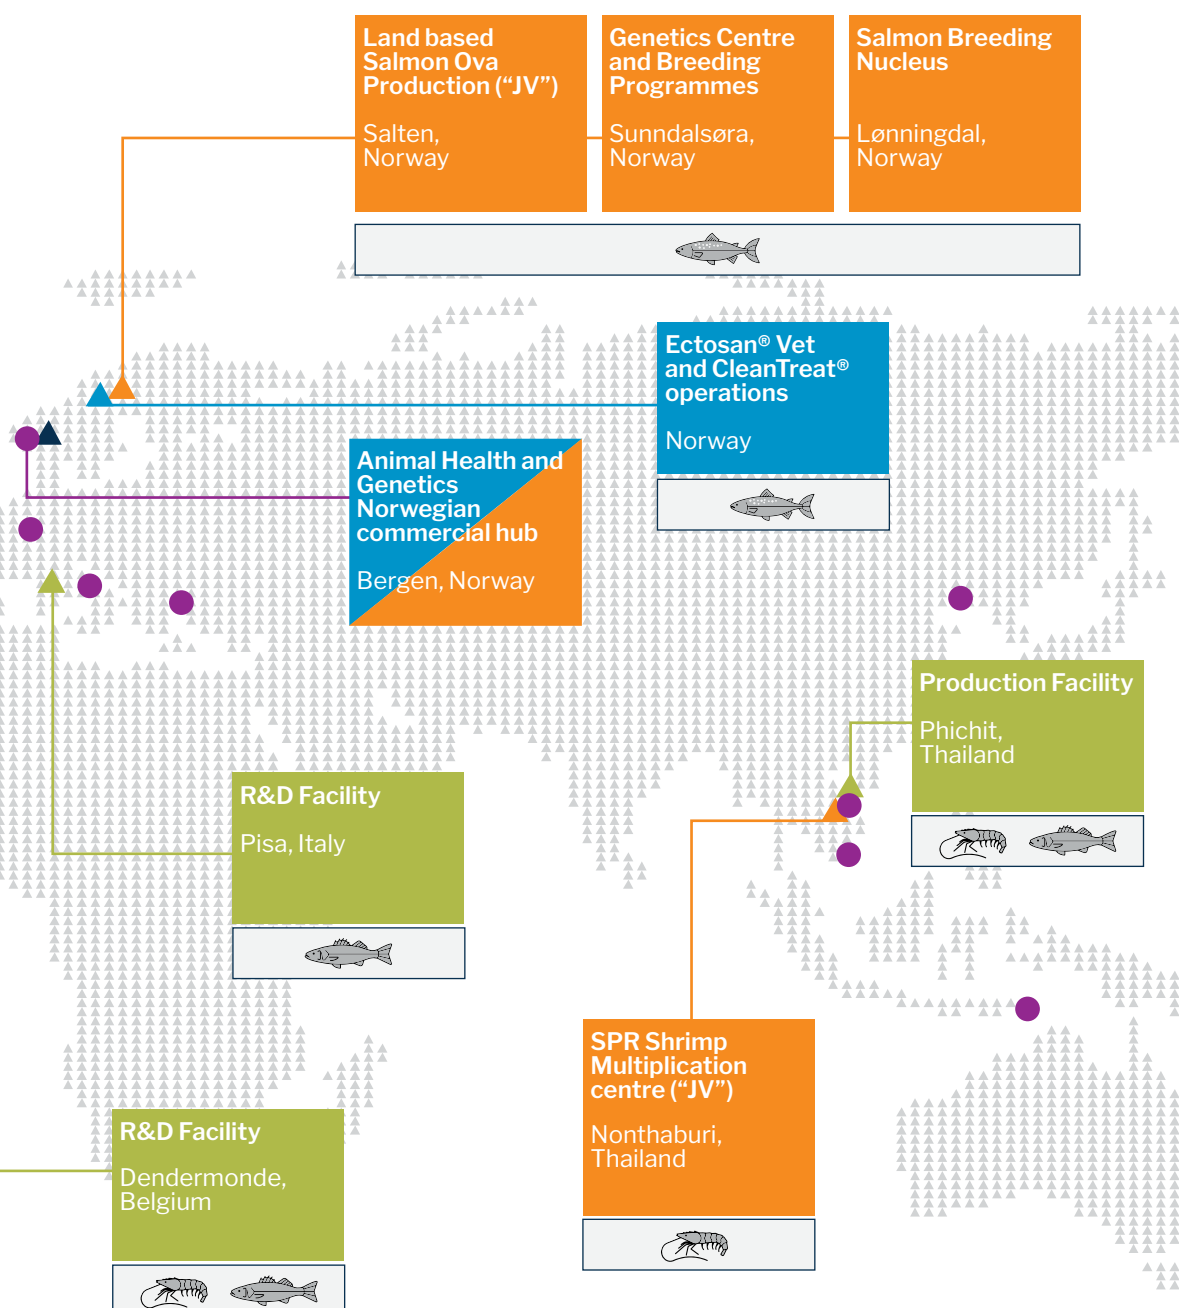 Land based
Salmon Ova
Production (“JV”)
Salten,
Norway
Genetics Centre
and Breeding
Programmes
Sunndalsøra,
Norway
Salmon Breeding
Nucleus
Lønningdal,
Norway
Ectosan® Vet
and CleanTreat®
operations
Norway
Animal Health and
Genetics
Norwegian
commercial hub
Bergen, Norway
Production Facility
Phichit,
Thailand
R&D Facility
Pisa, Italy
SPR Shrimp
Multiplication
centre (“JV”)
Nonthaburi,
Thailand
R&D Facility
Dendermonde,
Belgium